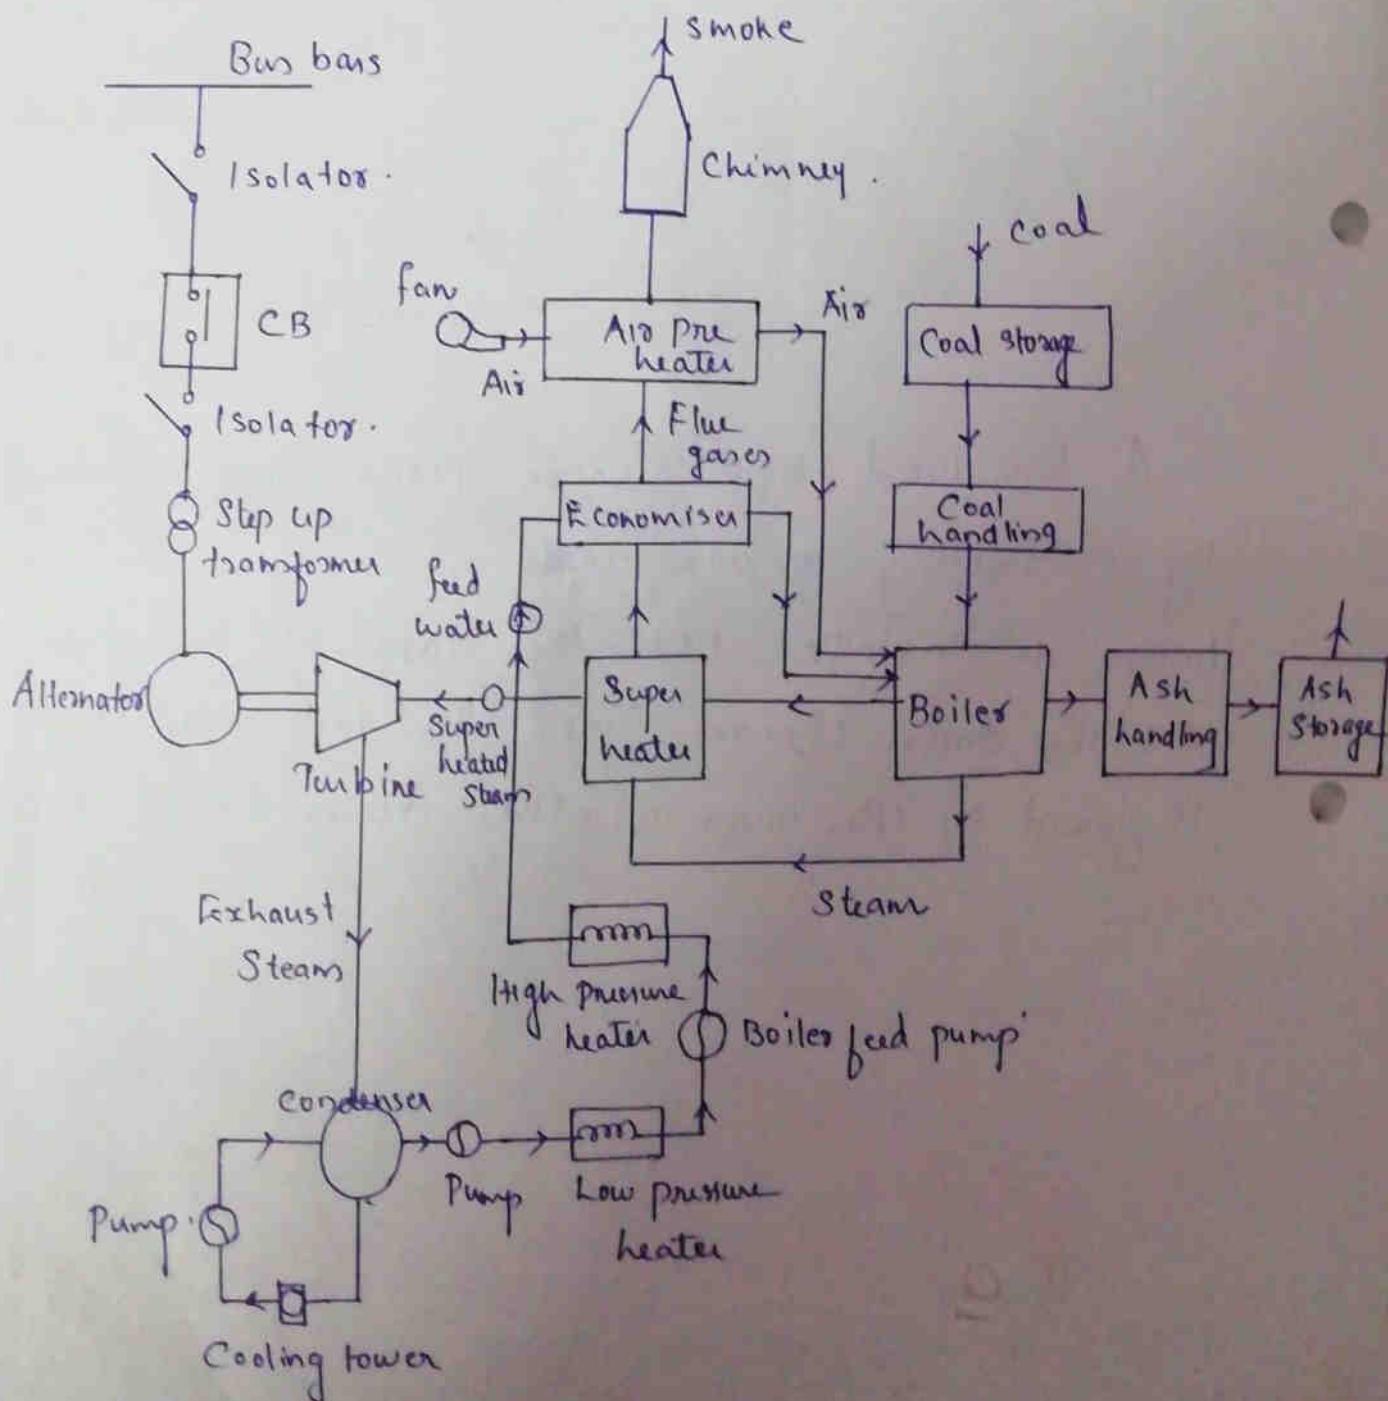 Smoke
Bus bars
Isolator.
Chimney.
Coal
fan
Air
CB
Air pre
heater
Coal storage
Air
Isolator.
Flue
gases
Economiser
Coal
handling
Step up
transformer
feed
water
Alternator
Super
heater
Boiler
Ash
handling
Ash
Storage
Super
heated
Steam
Turbine
Exhaust
Steam
Steam
High pressure
heater
Boiler feed pump
Condenser
Pump
Pump
Low pressure
heater
Cooling tower